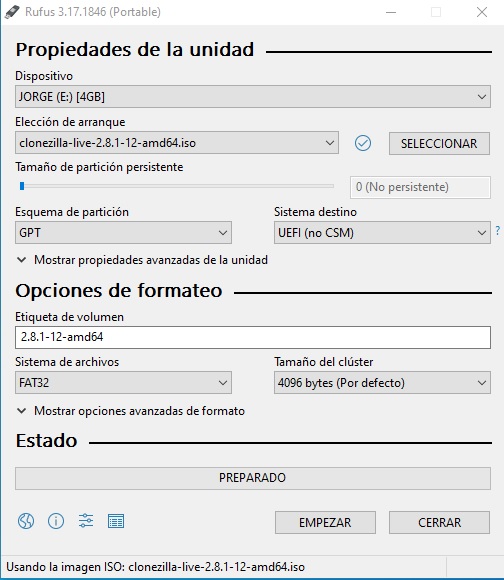 Rufus 3.17.1846 (Portable)
Propiedades de la unidad
Dispositivo
JORGE (E:) [4GB]
Elección de arranque
clonezilla-live-2.8.1-12-amd64.iso
SELECCIONAR
Tamaño de partición persistente
0 (No persistente)
Esquema de partición
Sistema destino
GPT
UEFI (no CSM)
?
Mostrar propiedades avanzadas de la unidad
Opciones de formateo
Etiqueta de volumen
2.8.1-12-amd64
Sistema de archivos
Tamaño del clúster
FAT32
4096 bytes (Por defecto)
Mostrar opciones avanzadas de formato
Estado
PREPARADO
EMPEZAR
CERRAR
Usando la imagen ISO: clonezilla-live-2.8.1-12-amd64.iso